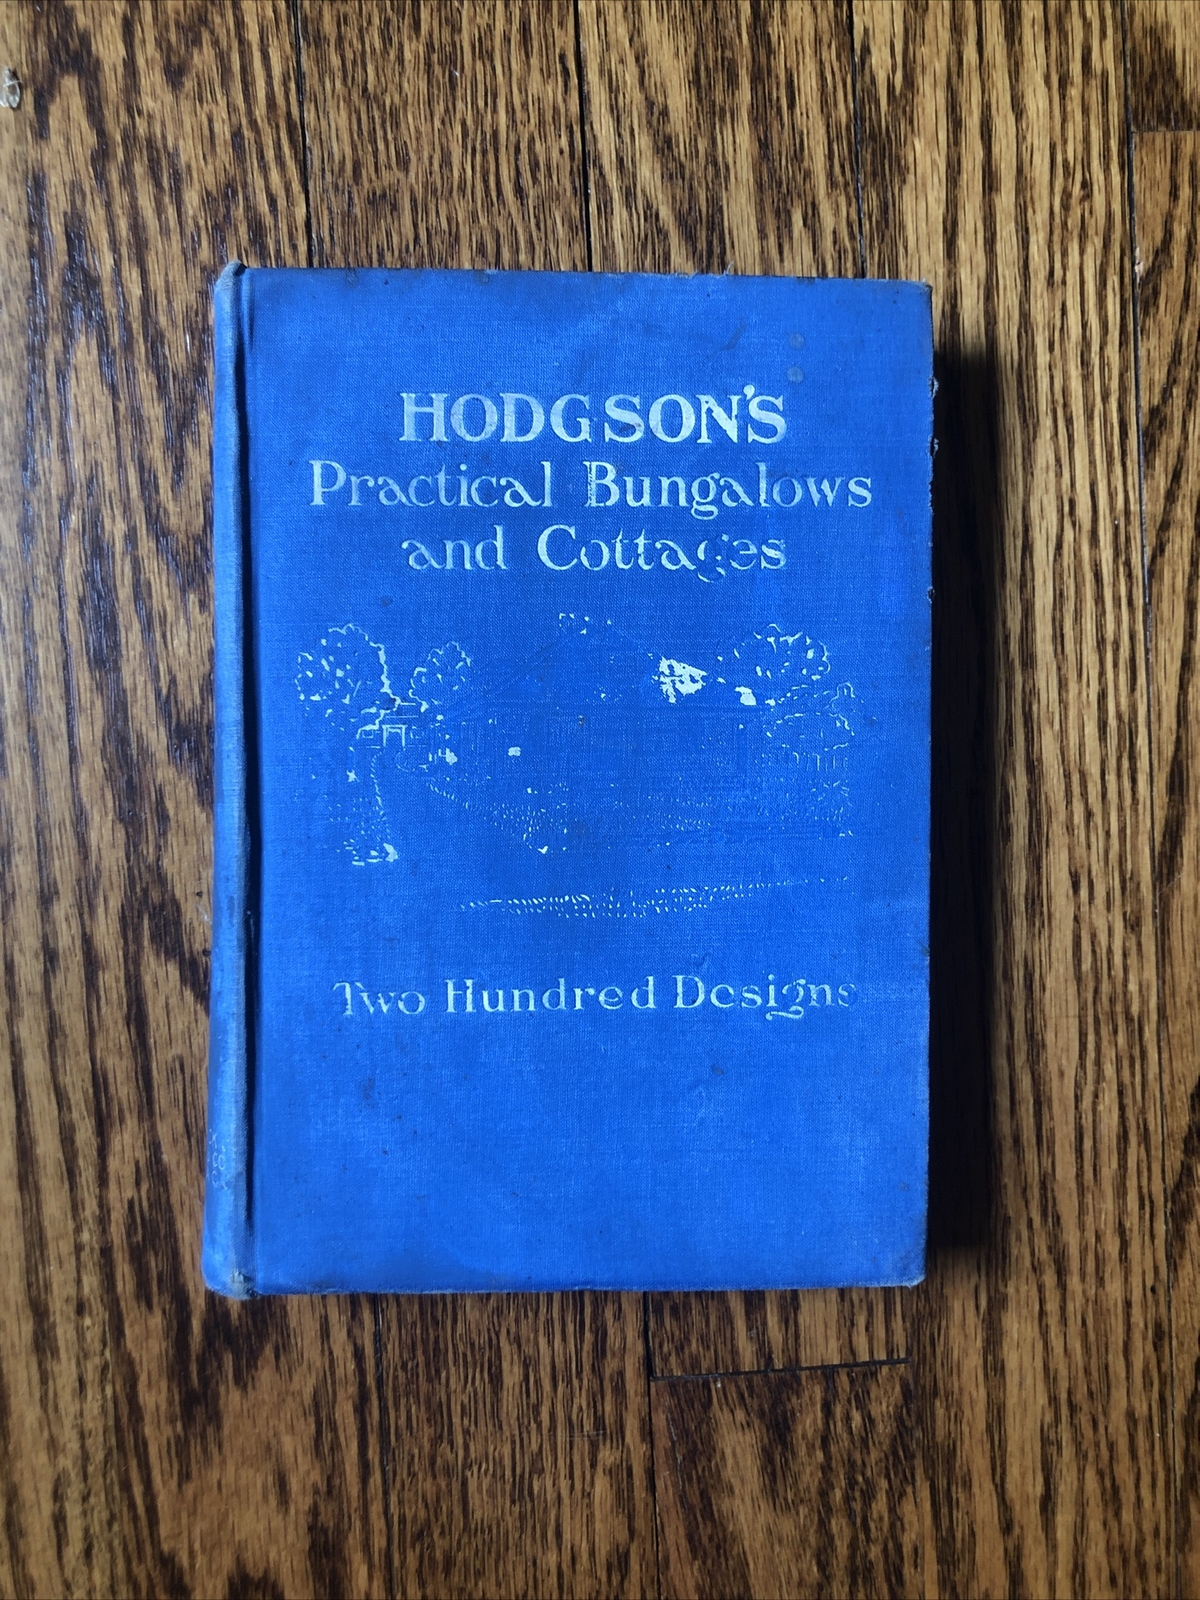 HODGSON'S
Practical Bungalows
and Cottages
Two Hundred Designs